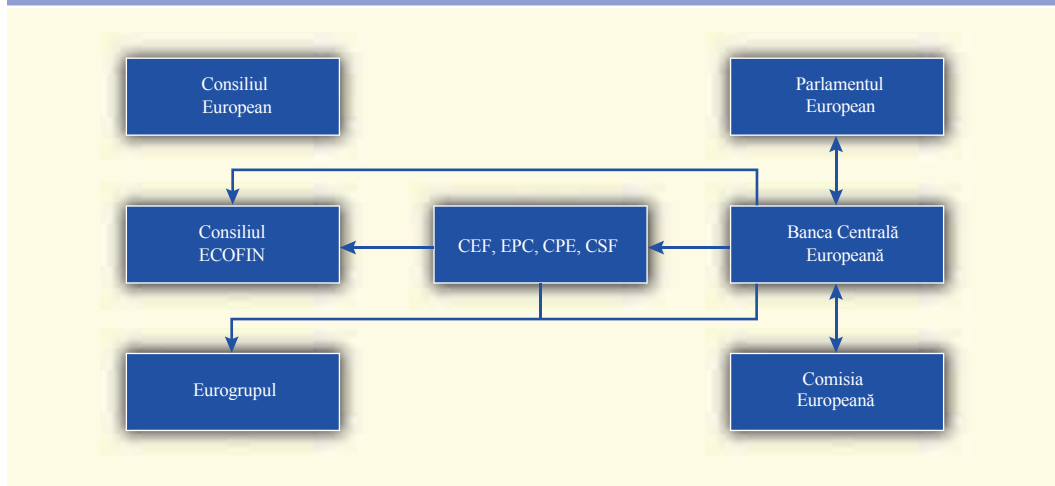 Consiliul
European
Parlamentul
European
Consiliul
ECOFIN
CEF, EPC, CPE, CSF
Banca Centrală
Europeană
Eurogrupul
Comisia
Europeană